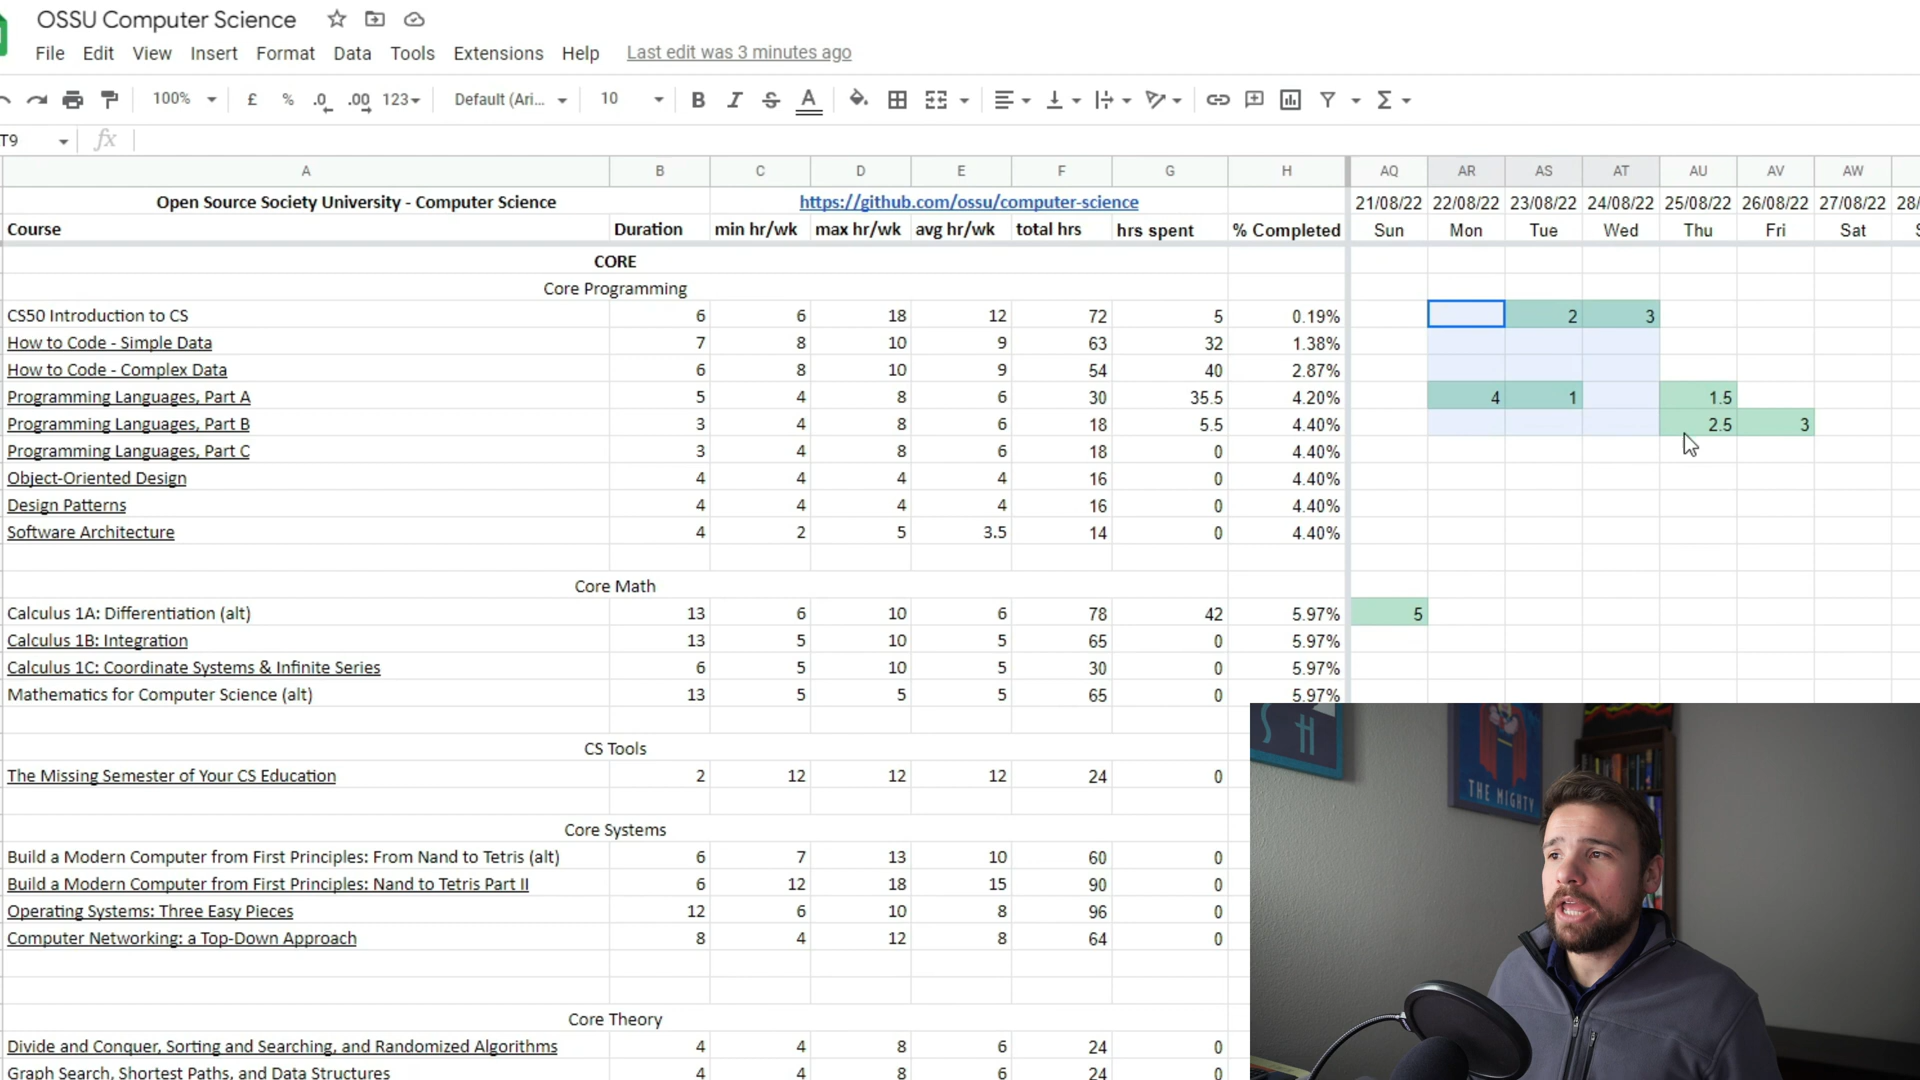 OSSU Computer Science
File Edit View Insert Format Data Tools Extensions Help Last edit was 3 minutes ago
100% £ % .0 .00 123 Default (Ari... 10 B I S A
T9 fx
A B C D E F G H AQ AR AS AT AU AV AW
Open Source Society University - Computer Science https://github.com/ossu/computer-science 21/08/22 22/08/22 23/08/22 24/08/22 25/08/22 26/08/22 27/08/22 28/
Course Duration min hr/wk max hr/wk avg hr/wk total hrs hrs spent % Completed Sun Mon Tue Wed Thu Fri Sat
CORE
Core Programming
CS50 Introduction to CS 6 6 18 12 72 5 0.19% 2 3
How to Code - Simple Data 7 8 10 9 63 32 1.38%
How to Code - Complex Data 6 8 10 9 54 40 2.87%
Programming Languages, Part A 5 4 8 6 30 35.5 4.20% 4 1 1.5
Programming Languages, Part B 3 4 8 6 18 5.5 4.40% 2.5 3
Programming Languages, Part C 3 4 8 6 18 0 4.40%
Object-Oriented Design 4 4 4 4 16 0 4.40%
Design Patterns 4 4 4 4 16 0 4.40%
Software Architecture 4 2 5 3.5 14 0 4.40%
Core Math
Calculus 1A: Differentiation (alt) 13 6 10 6 78 42 5.97% 5
Calculus 1B: Integration 13 5 10 5 65 0 5.97%
Calculus 1C: Coordinate Systems & Infinite Series 6 5 10 5 30 0 5.97%
Mathematics for Computer Science (alt) 13 5 5 5 65 0 5.97%
CS Tools
The Missing Semester of Your CS Education 2 12 12 12 24 0
THE MIGHTY
Core Systems
Build a Modern Computer from First Principles: From Nand to Tetris (alt) 6 7 13 10 60 0
Build a Modern Computer from First Principles: Nand to Tetris Part II 6 12 18 15 90 0
Operating Systems: Three Easy Pieces 12 6 10 8 96 0
Computer Networking: a Top-Down Approach 8 4 12 8 64 0
Core Theory
Divide and Conquer, Sorting and Searching, and Randomized Algorithms 4 4 8 6 24 0
Graph Search, Shortest Paths, and Data Structures 4 4 8 6 24 0